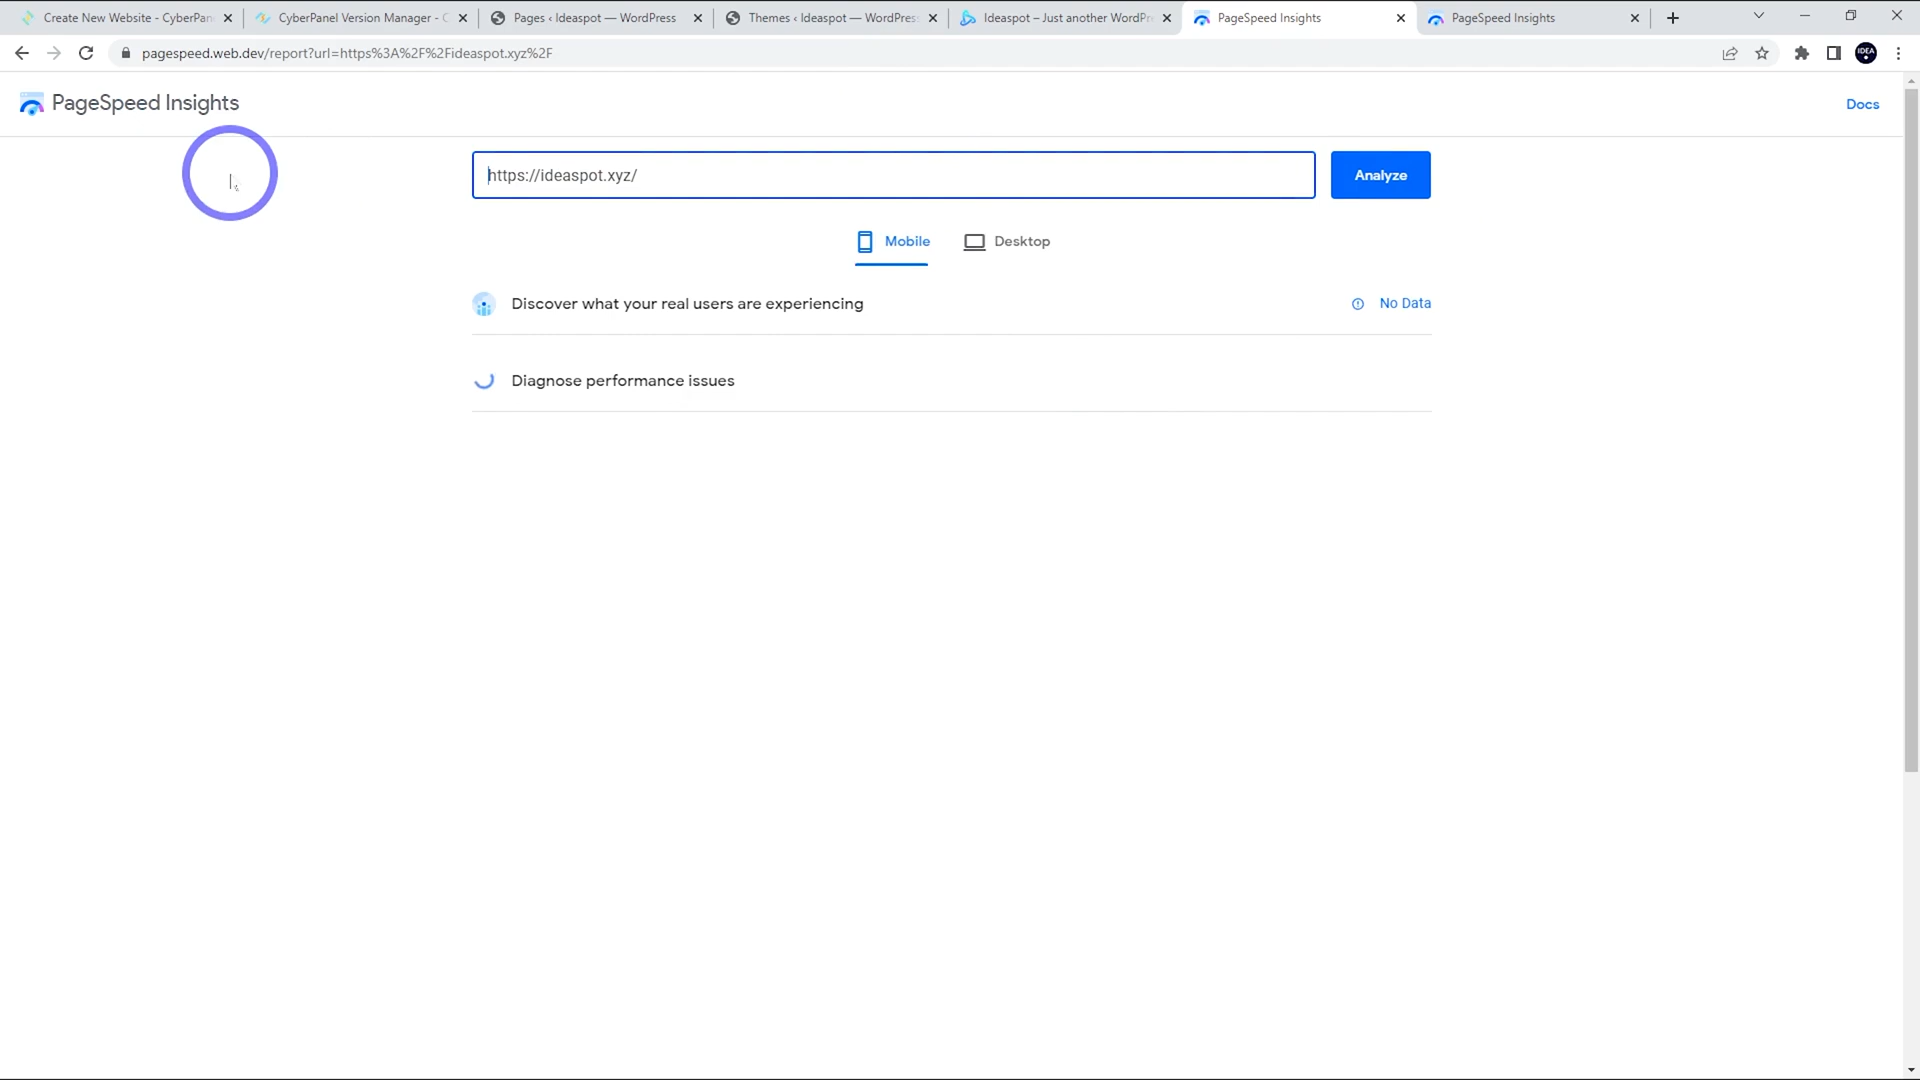 Create New Website - CyberPan
CyberPanel Version Manager - C
Pages ‹ Ideaspot — WordPress
Themes ‹ Ideaspot — WordPress
Ideaspot – Just another WordPr
PageSpeed Insights
PageSpeed Insights
pagespeed.web.dev/report?url=https%3A%2F%2Fideaspot.xyz%2F
IDEA
PageSpeed Insights
Docs
https://ideaspot.xyz/
Analyze
Mobile
Desktop
Discover what your real users are experiencing
No Data
Diagnose performance issues